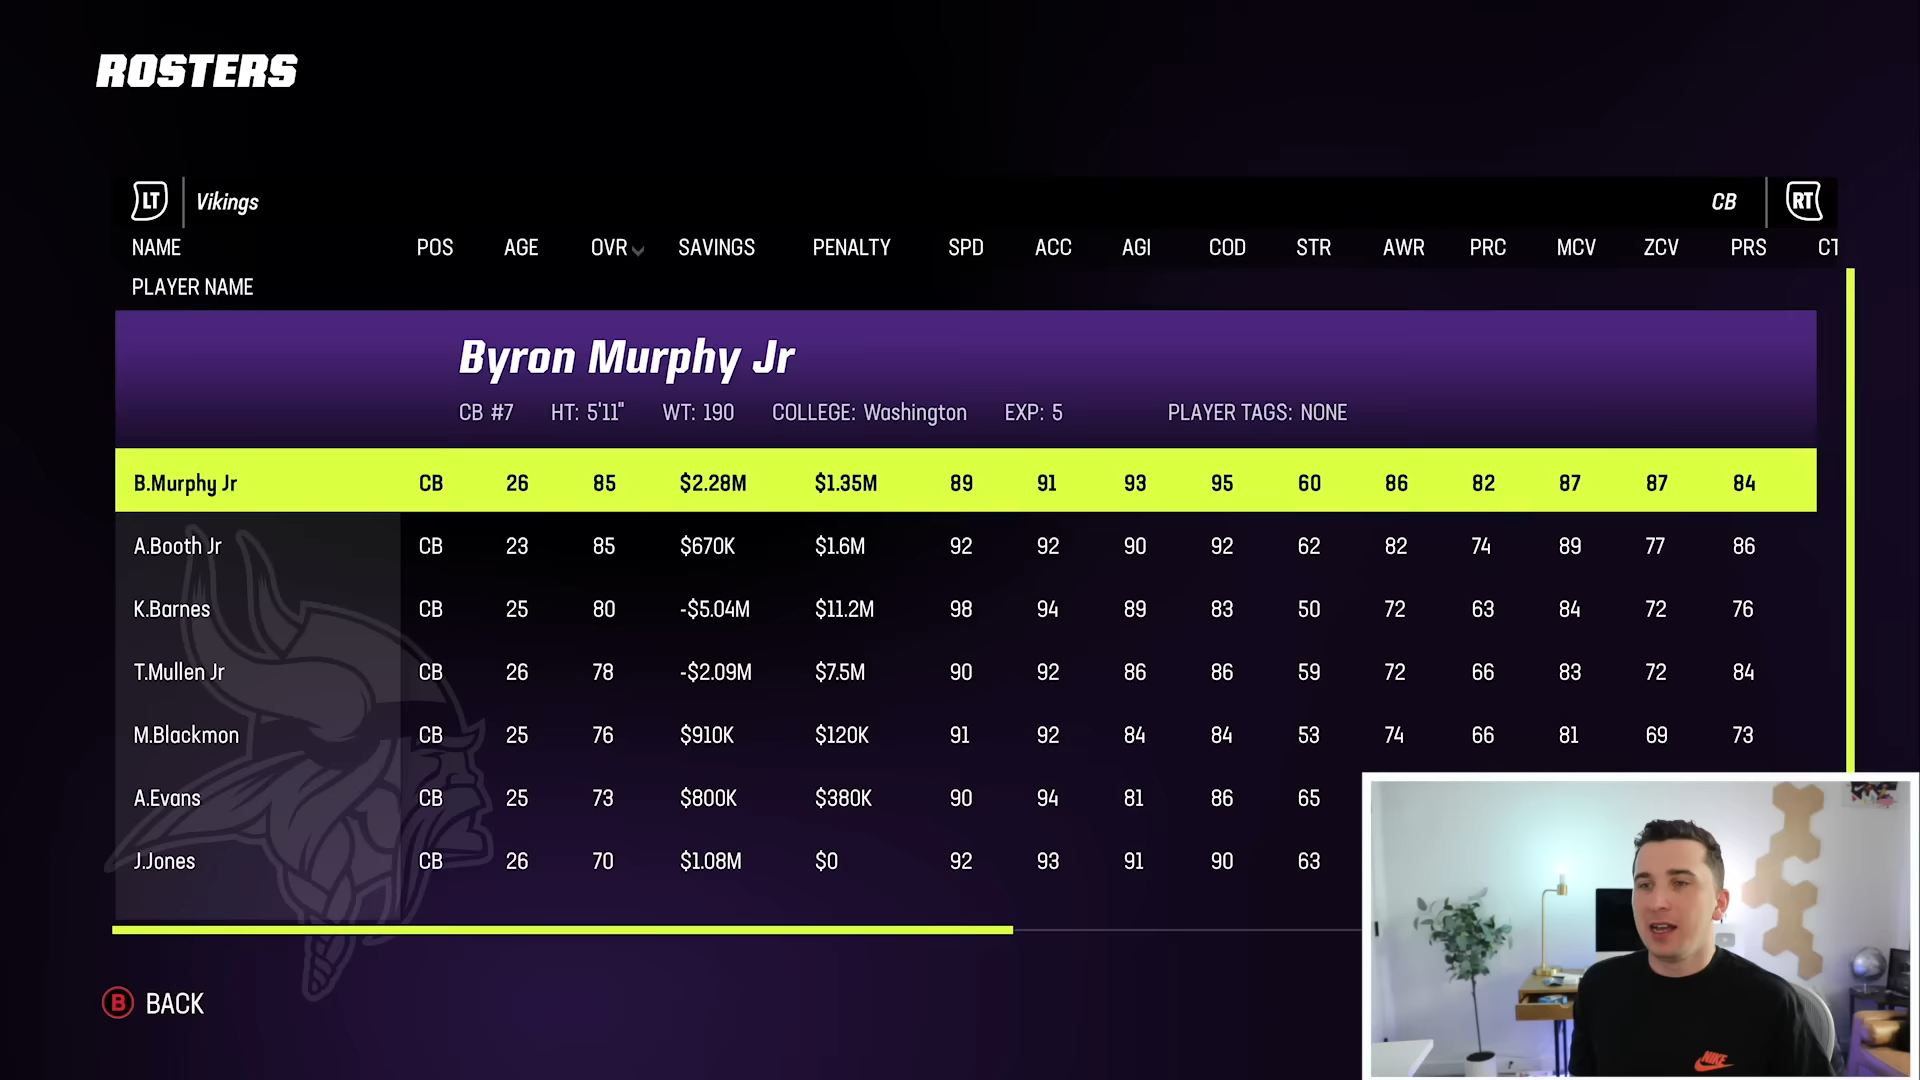 ROSTERS
LT Vikings CB RT
NAME POS AGE OVR SAVINGS PENALTY SPD ACC AGI COD STR AWR PRC MCV ZCV PRS CT
PLAYER NAME
Byron Murphy Jr
CB #7 HT: 5'11" WT: 190 COLLEGE: Washington EXP: 5 PLAYER TAGS: NONE
B.Murphy Jr CB 26 85 $2.28M $1.35M 89 91 93 95 60 86 82 87 87 84
A.Booth Jr CB 23 85 $670K $1.6M 92 92 90 92 62 82 74 89 77 86
K.Barnes CB 25 80 -$5.04M $11.2M 98 94 89 83 50 72 63 84 72 76
T.Mullen Jr CB 26 78 -$2.09M $7.5M 90 92 86 86 59 72 66 83 72 84
M.Blackmon CB 25 76 $910K $120K 91 92 84 84 53 74 66 81 69 73
A.Evans CB 25 73 $800K $380K 90 94 81 86 65
J.Jones CB 26 70 $1.08M $0 92 93 91 90 63
B BACK
NIKE